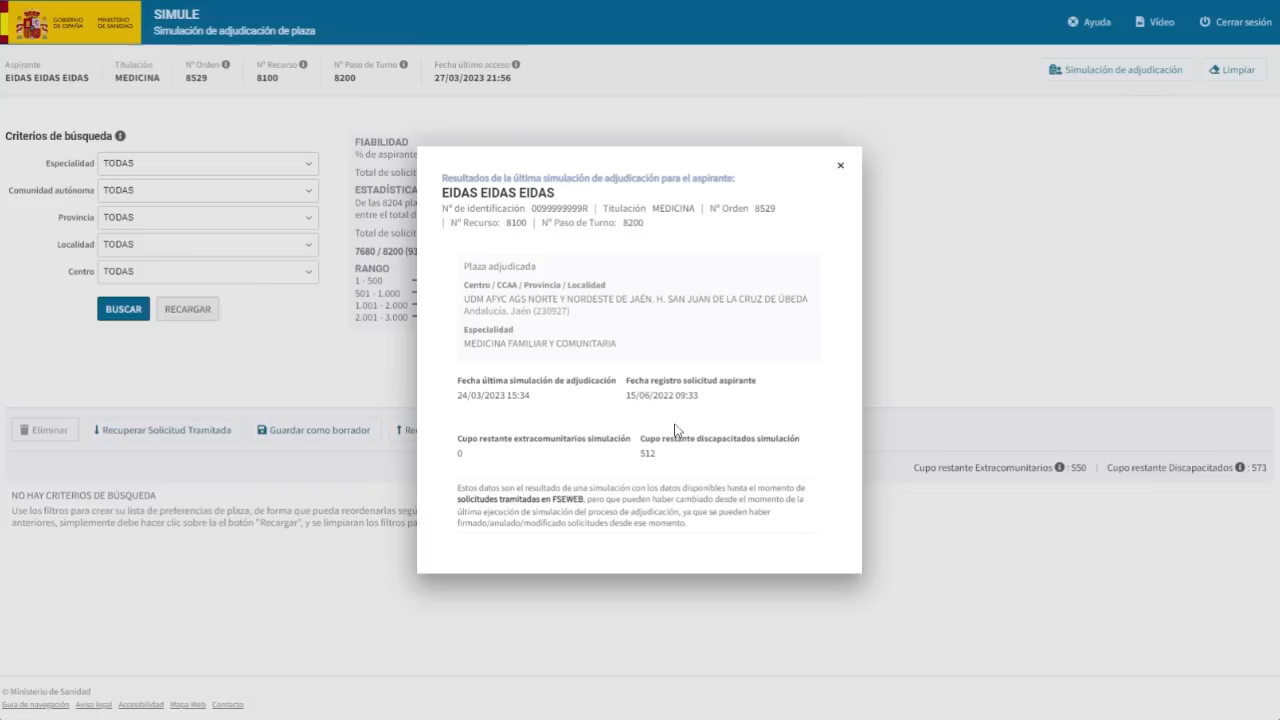 GOBIERNO DE ESPAÑA
MINISTERIO DE SANIDAD
SIMULE
Simulación de adjudicación de plaza
Ayuda
Vídeo
Cerrar sesión
Aspirante
EIDAS EIDAS EIDAS
Titulación
MEDICINA
Nº Orden
8529
Nº Recurso
8100
Nº Paso de Turno
8200
Fecha último acceso
27/03/2023 21:56
Simulación de adjudicación
Limpiar
Criterios de búsqueda
Especialidad TODAS
Comunidad autónoma TODAS
Provincia TODAS
Localidad TODAS
Centro TODAS
BUSCAR RECARGAR
FIABILIDAD
% de aspirante
Total de solicit
ESTADÍSTICA
De las 8204 pla
entre el total d
Total de solicit
7680 / 8200 (93
RANGO
1 - 500
501 - 1.000
1.001 - 2.000
2.001 - 3.000
×
Resultados de la última simulación de adjudicación para el aspirante:
EIDAS EIDAS EIDAS
Nº de identificación 0099999999R | Titulación MEDICINA | Nº Orden 8529
| Nº Recurso: 8100 | Nº Paso de Turno: 8200
Plaza adjudicada
Centro / CCAA / Provincia / Localidad
UDM AFYC AGS NORTE Y NORDESTE DE JAÉN. H. SAN JUAN DE LA CRUZ DE ÚBEDA
Andalucía. Jaén (230927)
Especialidad
MEDICINA FAMILIAR Y COMUNITARIA
Fecha última simulación de adjudicación Fecha registro solicitud aspirante
24/03/2023 15:34 15/06/2022 09:33
Cupo restante extracomunitarios simulación Cupo restante discapacitados simulación
0 512
Estos datos son el resultado de una simulación con los datos disponibles hasta el momento de
solicitudes tramitadas en FSEWEB, pero que pueden haber cambiado desde el momento de la
última ejecución de simulación del proceso de adjudicación, ya que se pueden haber
firmado/anulado/modificado solicitudes desde ese momento.
Eliminar Recuperar Solicitud Tramitada Guardar como borrador Re
Cupo restante Extracomunitarios : 550 | Cupo restante Discapacitados : 573
NO HAY CRITERIOS DE BÚSQUEDA
Use los filtros para crear su lista de preferencias de plaza, de forma que pueda reordenarlas segú
anteriores, simplemente debe hacer clic sobre la el botón "Recargar", y se limpiaran los filtros pa
© Ministerio de Sanidad
Guía de navegación Aviso legal Accesibilidad Mapa Web Contacto